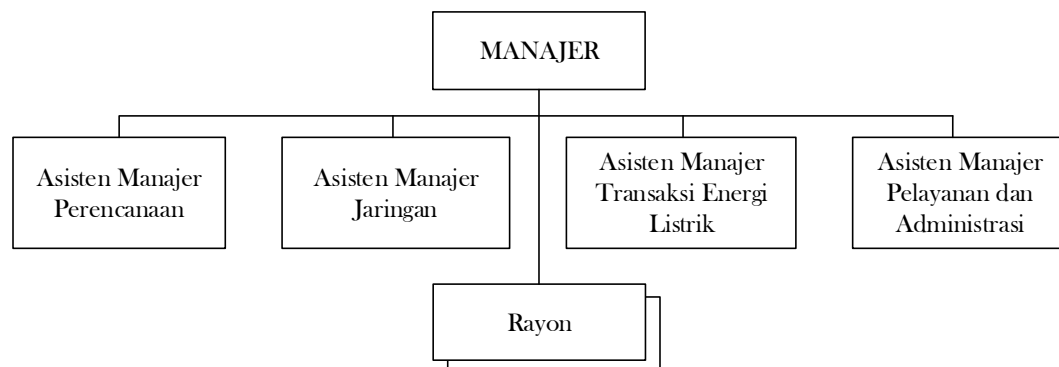 MANAJER
Asisten Manajer
Perencanaan
Asisten Manajer
Jaringan
Asisten Manajer
Transaksi Energi
Listrik
Asisten Manajer
Pelayanan dan
Administrasi
Rayon